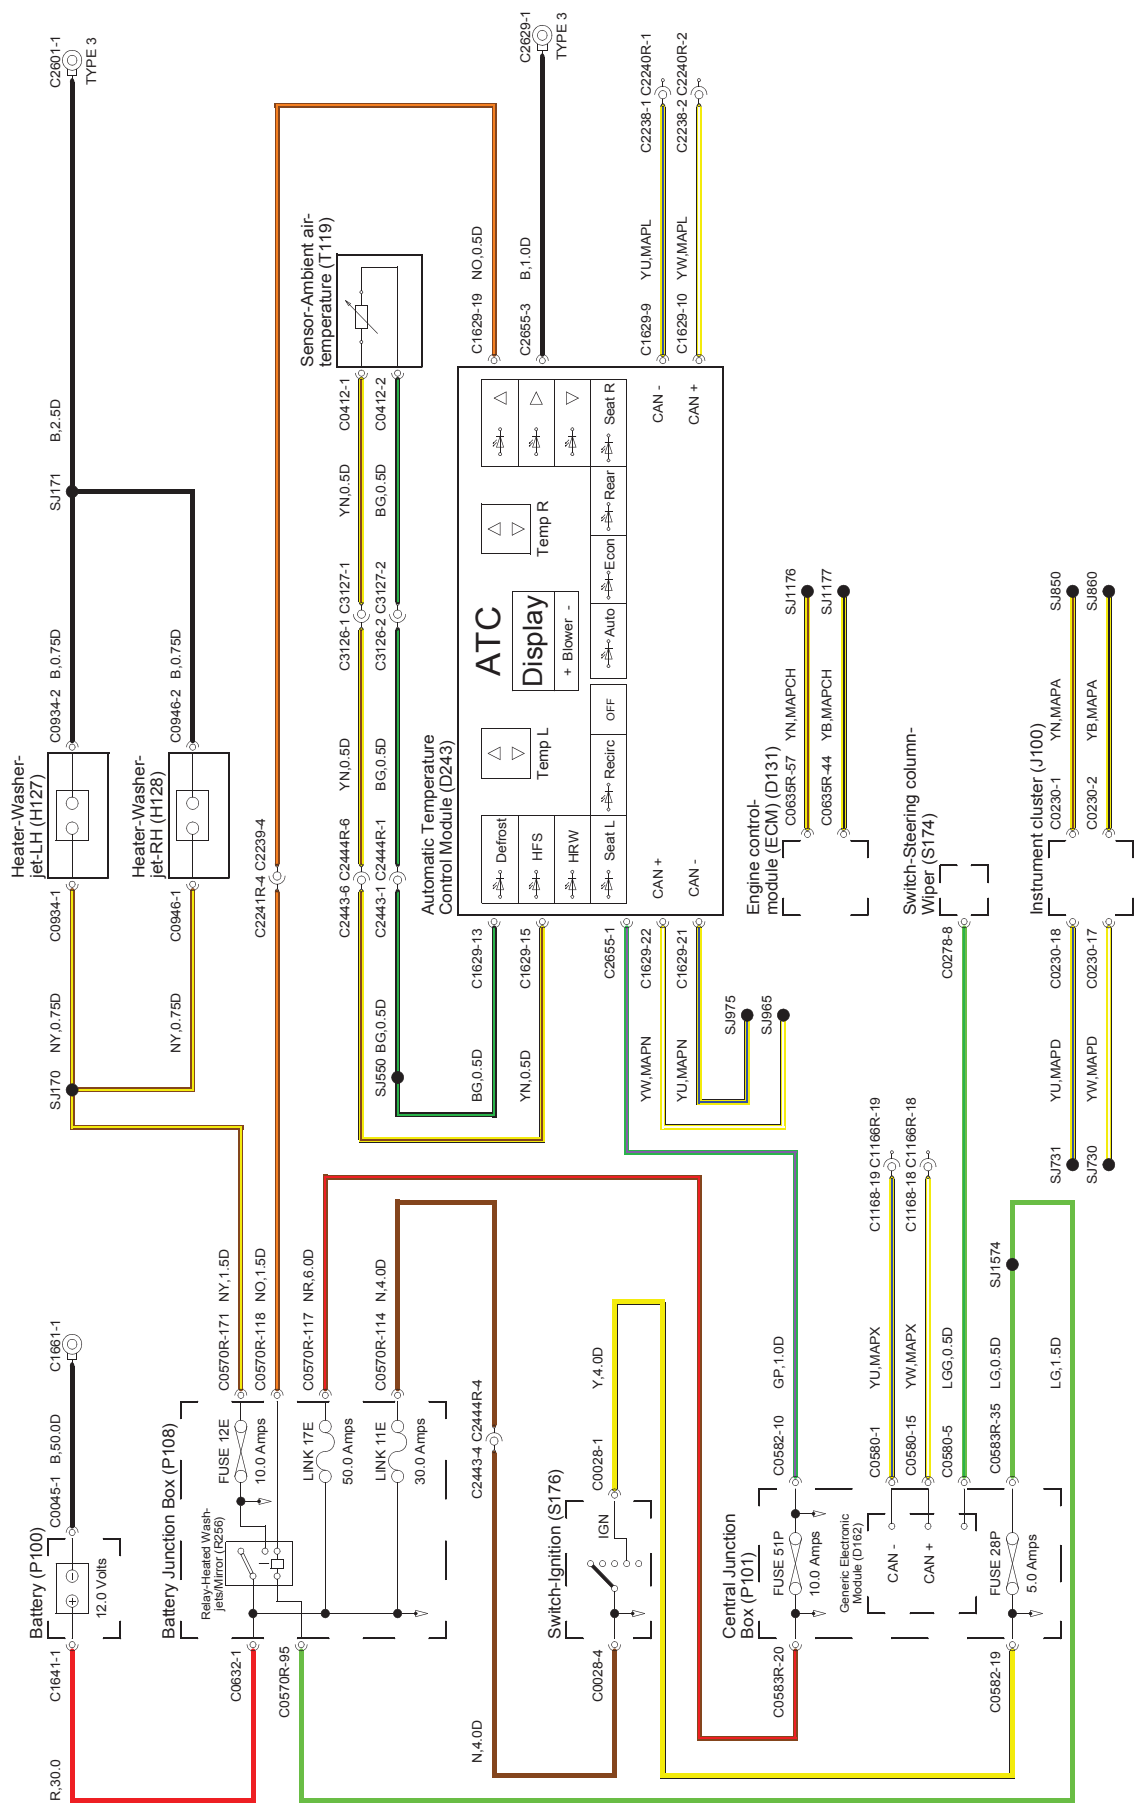 C2601-1
TYPE 3
B,2.5D
SJ171
C0934-2 B,0.75D
C0946-2 B,0.75D
Heater-Washer-
jet-LH (H127)
Heater-Washer-
jet-RH (H128)
C0934-1
C0946-1
NY,0.75D
NY,0.75D
SJ170
C2629-1
TYPE 3
B,1.0D
C2655-3
NO,0.5D
C1629-19
Sensor-Ambient air-
temperature (T119)
C0412-1
C0412-2
YN,0.5D
BG,0.5D
C3126-1 C3127-1
C3126-2 C3127-2
YN,0.5D
BG,0.5D
C2443-6 C2444R-6
C2443-1 C2444R-1
C2241R-4 C2239-4
SJ550 BG,0.5D
C2238-1 C2240R-1
C2238-2 C2240R-2
YU,MAPL
YW,MAPL
C1629-9
C1629-10
Automatic Temperature
Control Module (D243)
ATC
Display
+ Blower -
Temp L
Temp R
Defrost
HFS
HRW
Seat L
Recirc
OFF
Auto
Econ
Rear
Seat R
CAN +
CAN -
CAN -
CAN +
C1629-13
C1629-15
C2655-1
C1629-22
C1629-21
BG,0.5D
YN,0.5D
YW,MAPN
YU,MAPN
SJ975
SJ965
Engine control-
module (ECM) (D131)
C0635R-57 YN,MAPCH
C0635R-44 YB,MAPCH
SJ1176
SJ1177
Switch-Steering column-
Wiper (S174)
C0278-8
Instrument cluster (J100)
C0230-1 YN,MAPA
C0230-2 YB,MAPA
SJ850
SJ860
C0230-18
C0230-17
YU,MAPD
YW,MAPD
SJ731
SJ730
Battery (P100)
12.0 Volts
C0045-1 B,50.0D
C1661-1
C1641-1
R,30.0
Battery Junction Box (P108)
Relay-Heated Wash-
jets/Mirror (R256)
FUSE 12E
10.0 Amps
LINK 17E
50.0 Amps
LINK 11E
30.0 Amps
C0570R-171 NY,1.5D
C0570R-118 NO,1.5D
C0570R-117 NR,6.0D
C0570R-114 N,4.0D
C0632-1
C0570R-95
C2443-4 C2444R-4
N,4.0D
Switch-Ignition (S176)
IGN
C0028-1
Y,4.0D
C0028-4
Central Junction
Box (P101)
FUSE 51P
10.0 Amps
Generic Electronic
Module (D162)
CAN -
CAN +
FUSE 28P
5.0 Amps
C0583R-20
C0582-19
C0582-10 GP,1.0D
C0580-1 YU,MAPX
C0580-15 YW,MAPX
C0580-5 LGG,0.5D
C0583R-35 LG,0.5D
LG,1.5D
SJ1574
C1168-19 C1166R-19
C1168-18 C1166R-18